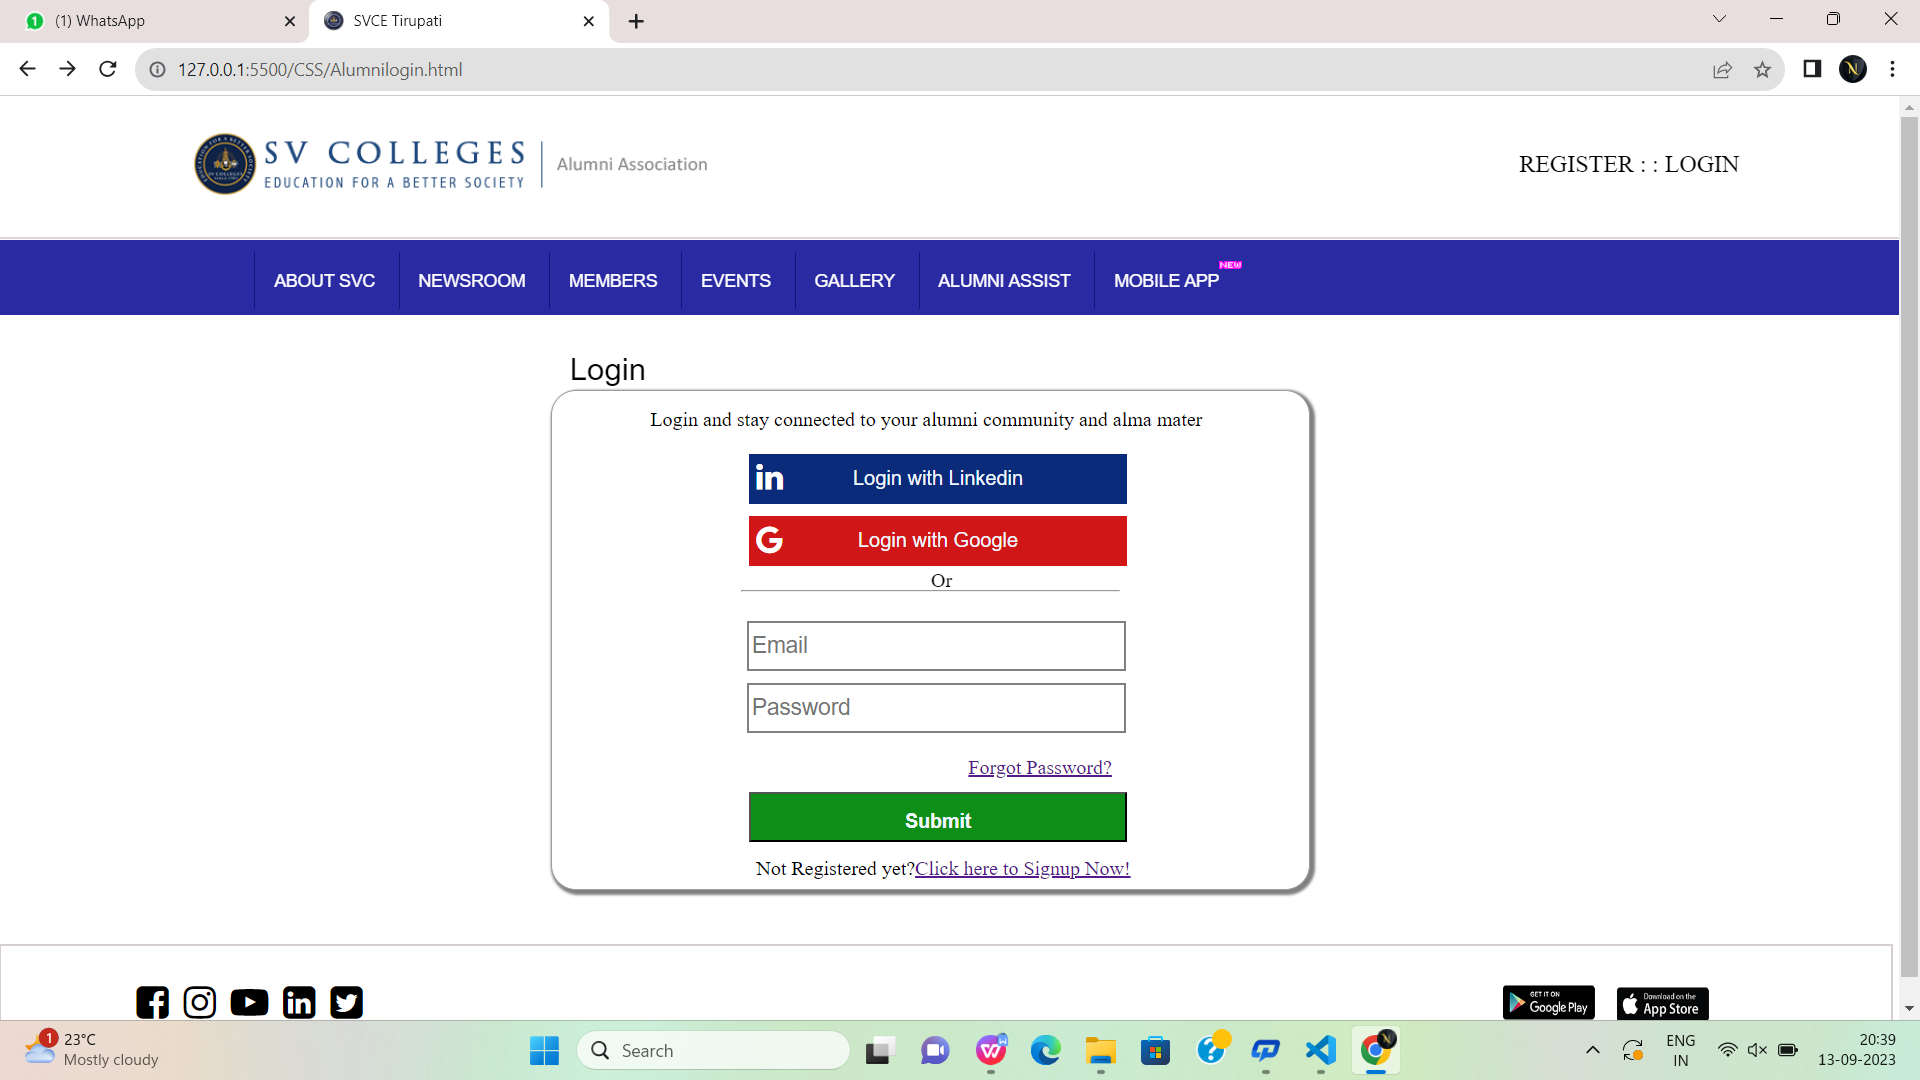 (1) WhatsApp
SVCE Tirupati
127.0.0.1:5500/CSS/Alumnilogin.html
SV COLLEGES
EDUCATION FOR A BETTER SOCIETY
Alumni Association
REGISTER : : LOGIN
ABOUT SVC NEWSROOM MEMBERS EVENTS GALLERY ALUMNI ASSIST MOBILE APP NEW
Login
Login and stay connected to your alumni community and alma mater
in Login with Linkedin
G Login with Google
Or
Email
Password
Forgot Password?
Submit
Not Registered yet?Click here to Signup Now!
GET IT ON
Google Play
Download on the
App Store
1
23°C
Mostly cloudy
Search
ENG
IN
20:39
13-09-2023